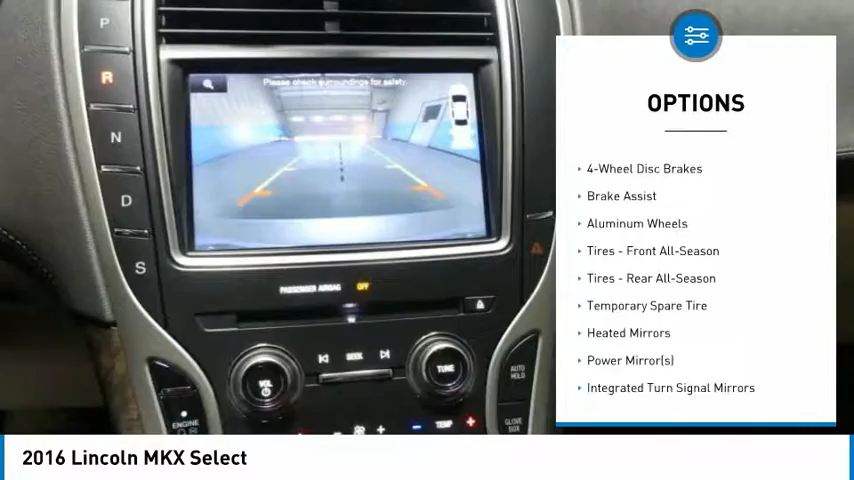 P
R
N
D
S
Please check surroundings for safety.
PASSENGER AIRBAG OFF
VOL
SEEK
TUNE
AUTO
HOLD
ENGINE
TEMP
GLOVE
BOX
OPTIONS
4-Wheel Disc Brakes
Brake Assist
Aluminum Wheels
Tires - Front All-Season
Tires - Rear All-Season
Temporary Spare Tire
Heated Mirrors
Power Mirror(s)
Integrated Turn Signal Mirrors
2016 Lincoln MKX Select